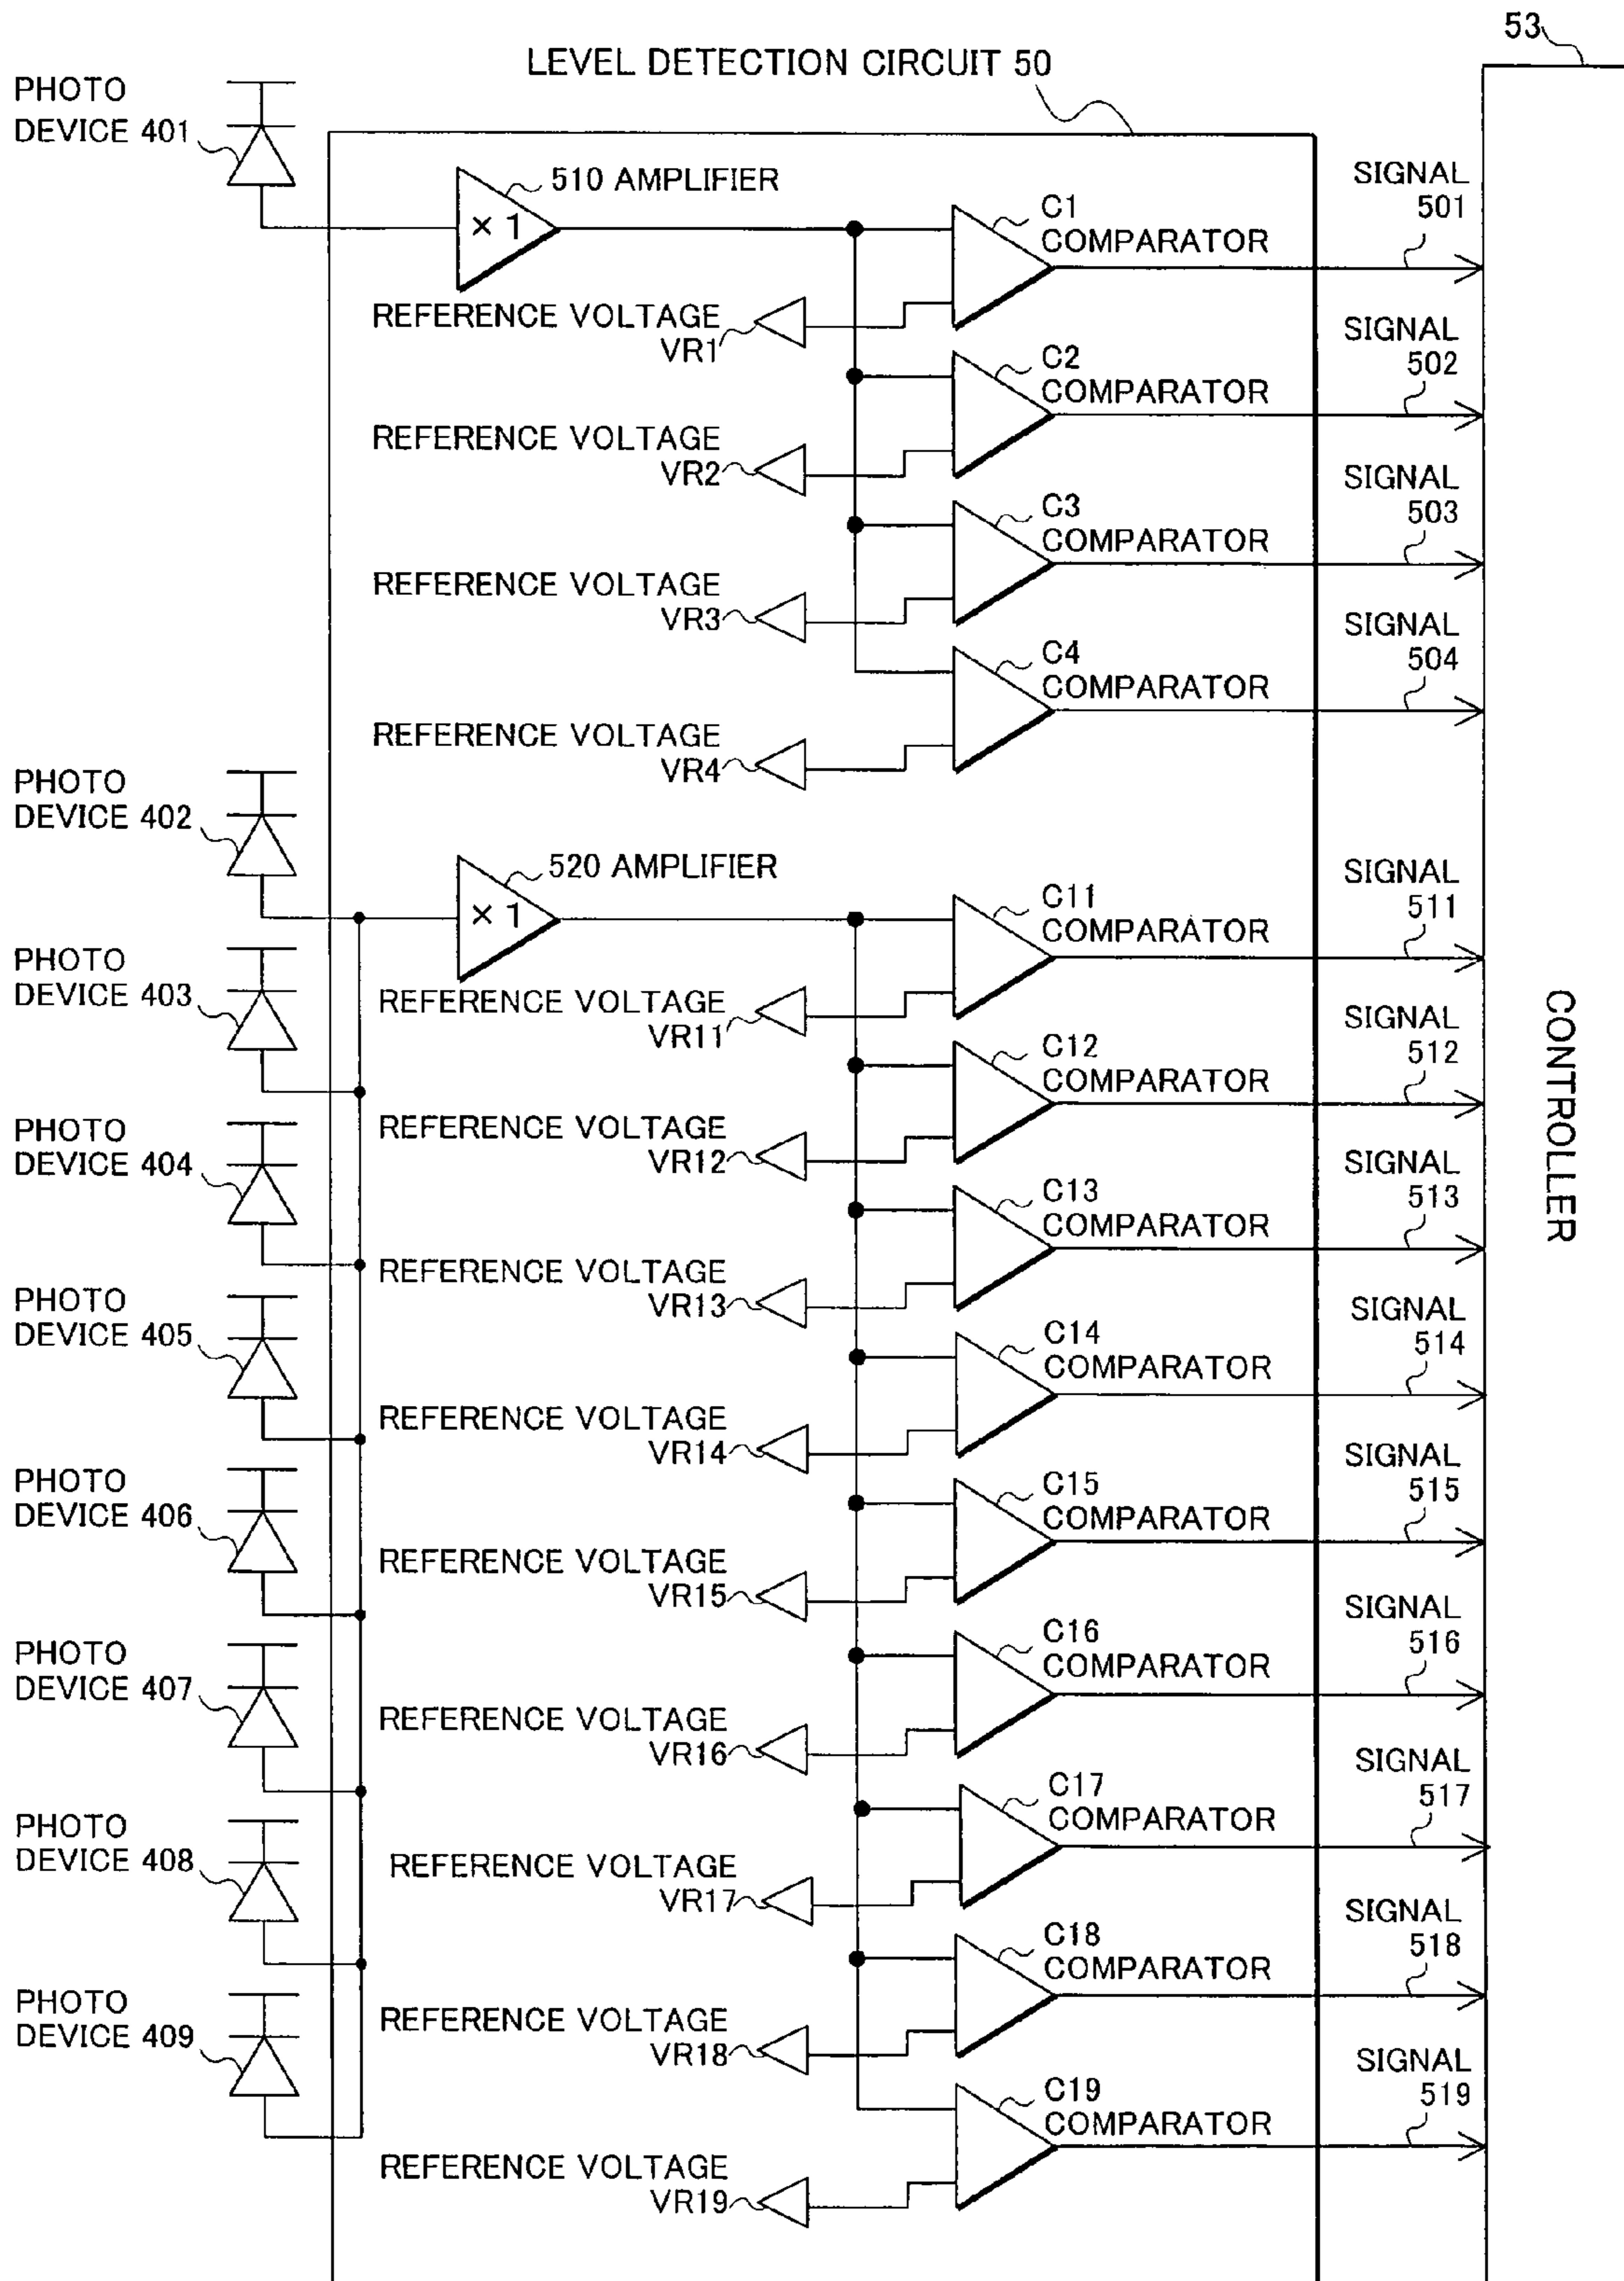 53
LEVEL DETECTION CIRCUIT 50
PHOTO
DEVICE 401
510 AMPLIFIER
× 1
C1
COMPARATOR
SIGNAL
501
REFERENCE VOLTAGE
VR1
C2
COMPARATOR
SIGNAL
502
REFERENCE VOLTAGE
VR2
C3
COMPARATOR
SIGNAL
503
REFERENCE VOLTAGE
VR3
C4
COMPARATOR
SIGNAL
504
REFERENCE VOLTAGE
VR4
PHOTO
DEVICE 402
520 AMPLIFIER
× 1
C11
COMPARATOR
SIGNAL
511
PHOTO
DEVICE 403
REFERENCE VOLTAGE
VR11
C12
COMPARATOR
SIGNAL
512
CONTROLLER
PHOTO
DEVICE 404
REFERENCE VOLTAGE
VR12
C13
COMPARATOR
SIGNAL
513
PHOTO
DEVICE 405
REFERENCE VOLTAGE
VR13
C14
COMPARATOR
SIGNAL
514
REFERENCE VOLTAGE
VR14
PHOTO
DEVICE 406
C15
COMPARATOR
SIGNAL
515
REFERENCE VOLTAGE
VR15
PHOTO
DEVICE 407
C16
COMPARATOR
SIGNAL
516
REFERENCE VOLTAGE
VR16
PHOTO
DEVICE 408
C17
COMPARATOR
SIGNAL
517
REFERENCE VOLTAGE
VR17
C18
COMPARATOR
SIGNAL
518
PHOTO
DEVICE 409
REFERENCE VOLTAGE
VR18
C19
COMPARATOR
SIGNAL
519
REFERENCE VOLTAGE
VR19